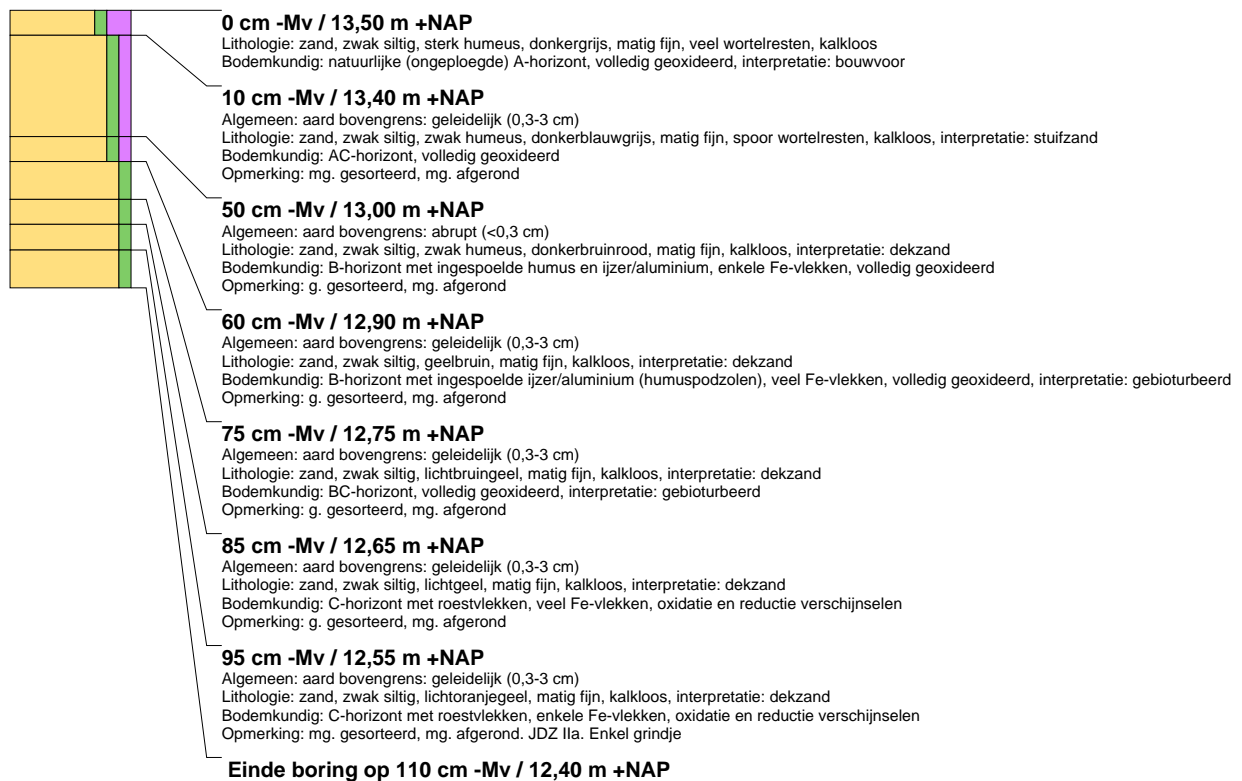 0 cm -Mv / 13,50 m +NAP
Lithologie: zand, zwak siltig, sterk humeus, donkergrijs, matig fijn, veel wortelresten, kalkloos
Bodemkundig: natuurlijke (ongeploegde) A-horizont, volledig geoxideerd, interpretatie: bouwvoor
10 cm -Mv / 13,40 m +NAP
Algemeen: aard bovengrens: geleidelijk (0,3-3 cm)
Lithologie: zand, zwak siltig, zwak humeus, donkerblauwgrijs, matig fijn, spoor wortelresten, kalkloos, interpretatie: stuifzand
Bodemkundig: AC-horizont, volledig geoxideerd
Opmerking: mg. gesorteerd, mg. afgerond
50 cm -Mv / 13,00 m +NAP
Algemeen: aard bovengrens: abrupt (<0,3 cm)
Lithologie: zand, zwak siltig, zwak humeus, donkerbruinrood, matig fijn, kalkloos, interpretatie: dekzand
Bodemkundig: B-horizont met ingespoelde humus en ijzer/aluminium, enkele Fe-vlekken, volledig geoxideerd
Opmerking: g. gesorteerd, mg. afgerond
60 cm -Mv / 12,90 m +NAP
Algemeen: aard bovengrens: geleidelijk (0,3-3 cm)
Lithologie: zand, zwak siltig, geelbruin, matig fijn, kalkloos, interpretatie: dekzand
Bodemkundig: B-horizont met ingespoelde ijzer/aluminium (humuspodzolen), veel Fe-vlekken, volledig geoxideerd, interpretatie: gebioturbeerd
Opmerking: g. gesorteerd, mg. afgerond
75 cm -Mv / 12,75 m +NAP
Algemeen: aard bovengrens: geleidelijk (0,3-3 cm)
Lithologie: zand, zwak siltig, lichtbruingeel, matig fijn, kalkloos, interpretatie: dekzand
Bodemkundig: BC-horizont, volledig geoxideerd, interpretatie: gebioturbeerd
Opmerking: g. gesorteerd, mg. afgerond
85 cm -Mv / 12,65 m +NAP
Algemeen: aard bovengrens: geleidelijk (0,3-3 cm)
Lithologie: zand, zwak siltig, lichtgeel, matig fijn, kalkloos, interpretatie: dekzand
Bodemkundig: C-horizont met roestvlekken, veel Fe-vlekken, oxidatie en reductie verschijnselen
Opmerking: g. gesorteerd, mg. afgerond
95 cm -Mv / 12,55 m +NAP
Algemeen: aard bovengrens: geleidelijk (0,3-3 cm)
Lithologie: zand, zwak siltig, lichtoranjegeel, matig fijn, kalkloos, interpretatie: dekzand
Bodemkundig: C-horizont met roestvlekken, enkele Fe-vlekken, oxidatie en reductie verschijnselen
Opmerking: mg. gesorteerd, mg. afgerond. JDZ IIa. Enkel grindje
Einde boring op 110 cm -Mv / 12,40 m +NAP